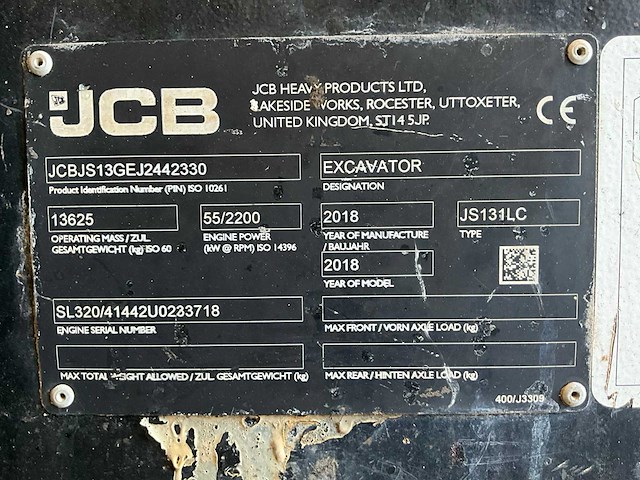 JCB
JCB HEAVY PRODUCTS LTD,
LAKESIDE WORKS, ROCESTER, UTTOXETER,
UNITED KINGDOM, ST14 5JP.
CE
JCBJS13GEJ2442330
Product Identification Number (PIN) ISO 10261
EXCAVATOR
DESIGNATION
13625
OPERATING MASS / ZUL.
GESAMTGEWICHT (kg) ISO 60
55/2200
ENGINE POWER
(kW @ RPM) ISO 14396
2018
YEAR OF MANUFACTURE
/ BAUJAHR
JS131LC
TYPE
2018
YEAR OF MODEL
SL320/41442U0233718
ENGINE SERIAL NUMBER
MAX FRONT / VORN AXLE LOAD (kg)
MAX TOTAL WEIGHT ALLOWED / ZUL. GESAMTGEWICHT (kg)
MAX REAR / HINTEN AXLE LOAD (kg)
400/J3309